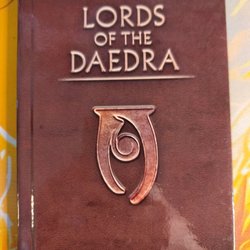 LORDS
OF THE
DAEDRA